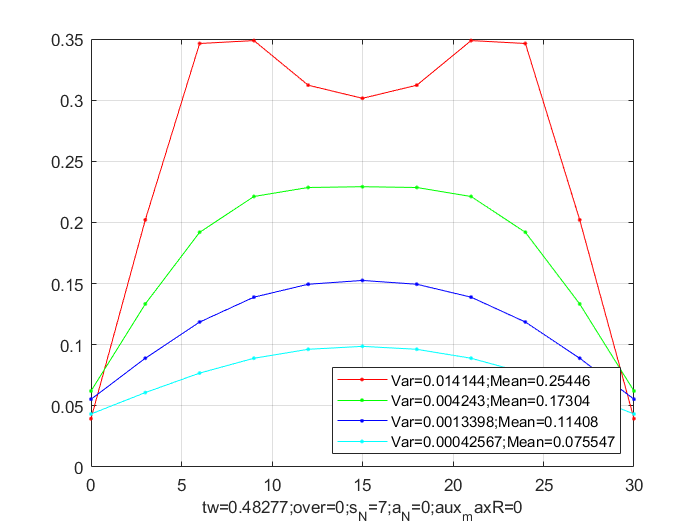 0.35
0.3
0.25
0.2
0.15
0.1
0.05
0
Var=0.014144;Mean=0.25446
Var=0.004243;Mean=0.17304
Var=0.0013398;Mean=0.11408
Var=0.00042567;Mean=0.075547
0 5 10 15 20 25 30
tw=0.48277;over=0;s_N=7;a_N=0;aux_maxR=0